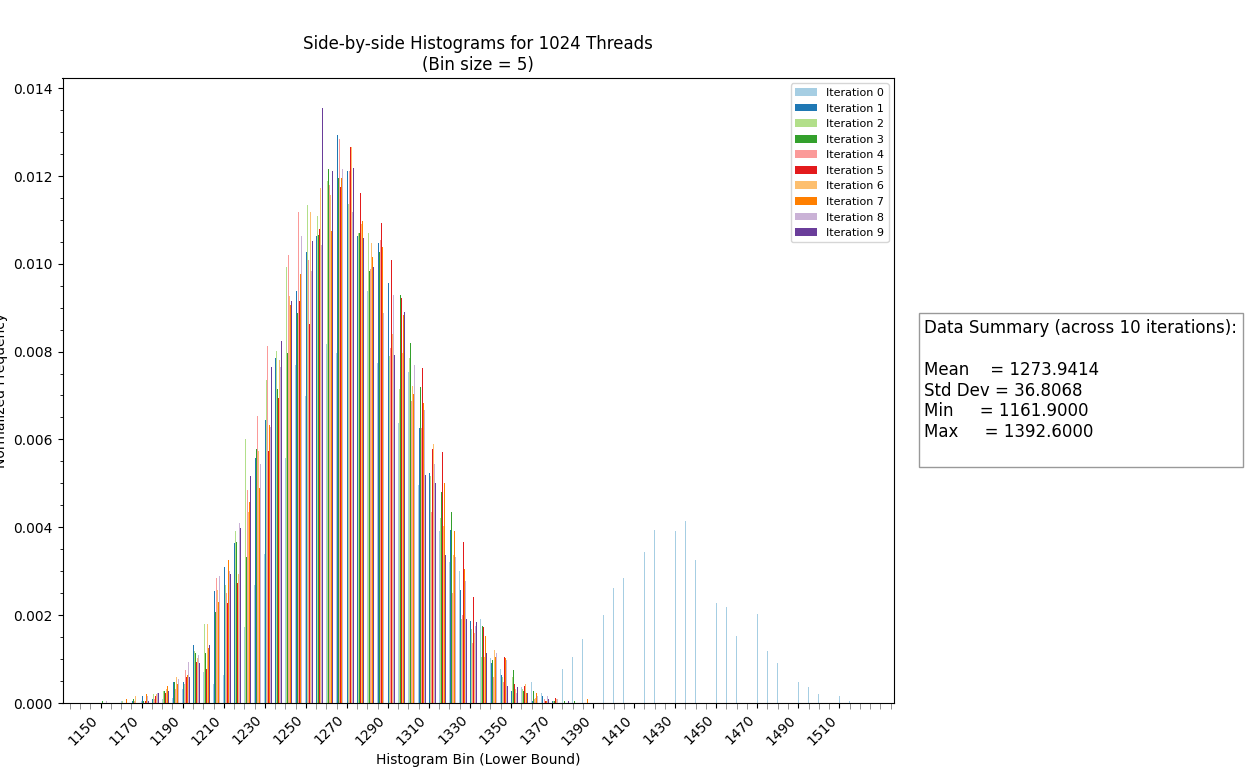 Side-by-side Histograms for 1024 Threads
(Bin size = 5)
0.014
0.012
0.010
0.008
0.006
0.004
0.002
0.000
Normalized Frequency
Iteration 0
Iteration 1
Iteration 2
Iteration 3
Iteration 4
Iteration 5
Iteration 6
Iteration 7
Iteration 8
Iteration 9
Data Summary (across 10 iterations):
Mean = 1273.9414
Std Dev = 36.8068
Min = 1161.9000
Max = 1392.6000
1150 1170 1190 1210 1230 1250 1270 1290 1310 1330 1350 1370 1390 1410 1430 1450 1470 1490 1510
Histogram Bin (Lower Bound)